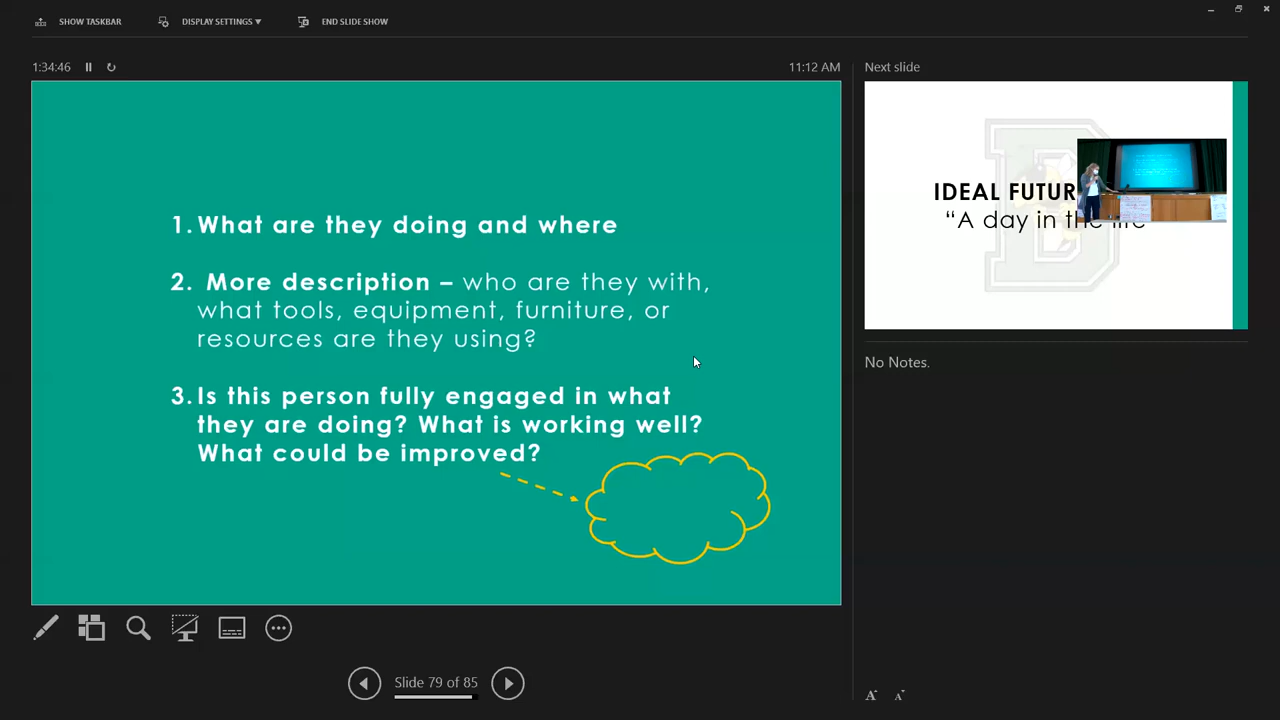 SHOW TASKBAR
DISPLAY SETTINGS ▼
END SLIDE SHOW
1:34:46
11:12 AM
Next slide
1. What are they doing and where
2. More description – who are they with,
what tools, equipment, furniture, or
resources are they using?
3. Is this person fully engaged in what
they are doing? What is working well?
What could be improved?
IDEAL FUTUR
“A day in the life
No Notes.
Slide 79 of 85
A
A